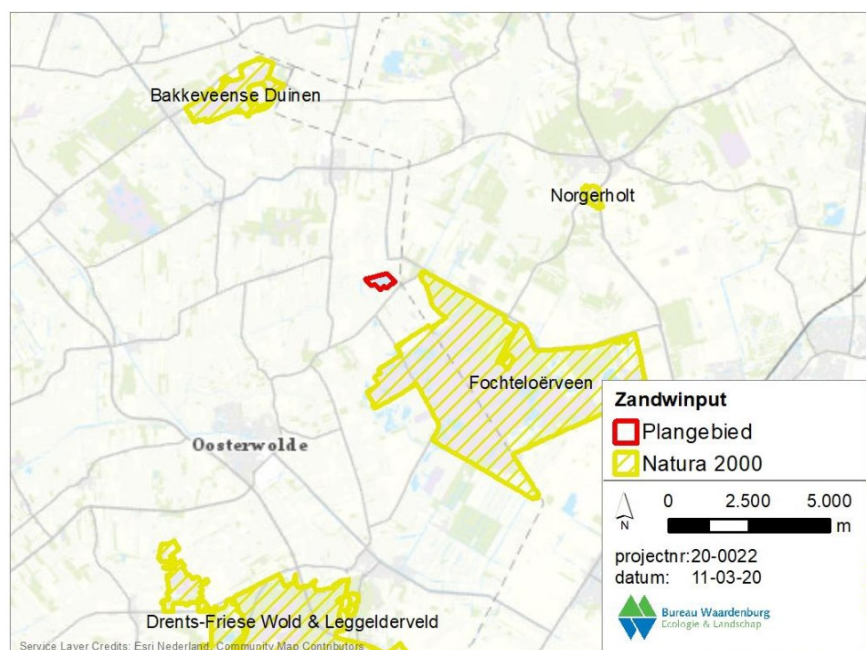 Bakkeveense Duinen
Norgerholt
Fochteloërveen
Oosterwolde
Drents-Friese Wold & Leggelderveld
Service Layer Credits: Esri Nederland, Community Map Contributors
Zandwinput
Plangebied
Natura 2000
N
0 2.500 5.000
m
projectnr:20-0022
datum: 11-03-20
Bureau Waardenburg
Ecologie & Landschap